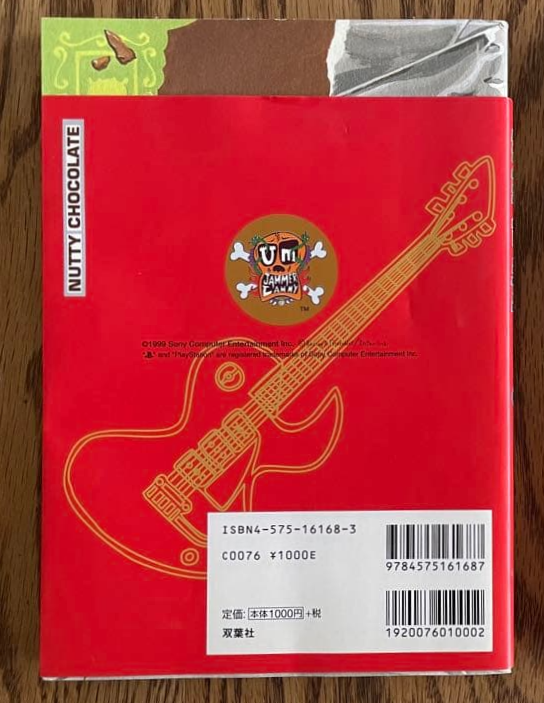 NUTTY CHOCOLATE
UM
JAMMER
LAMMY
TM
©1999 Sony Computer Entertainment Inc.
and "PlayStation" are registered trademarks of Sony Computer Entertainment Inc.
ISBN4-575-16168-3
C0076 ¥1000E
9784575161687
定価: 本体1000円+税
双葉社
1920076010002